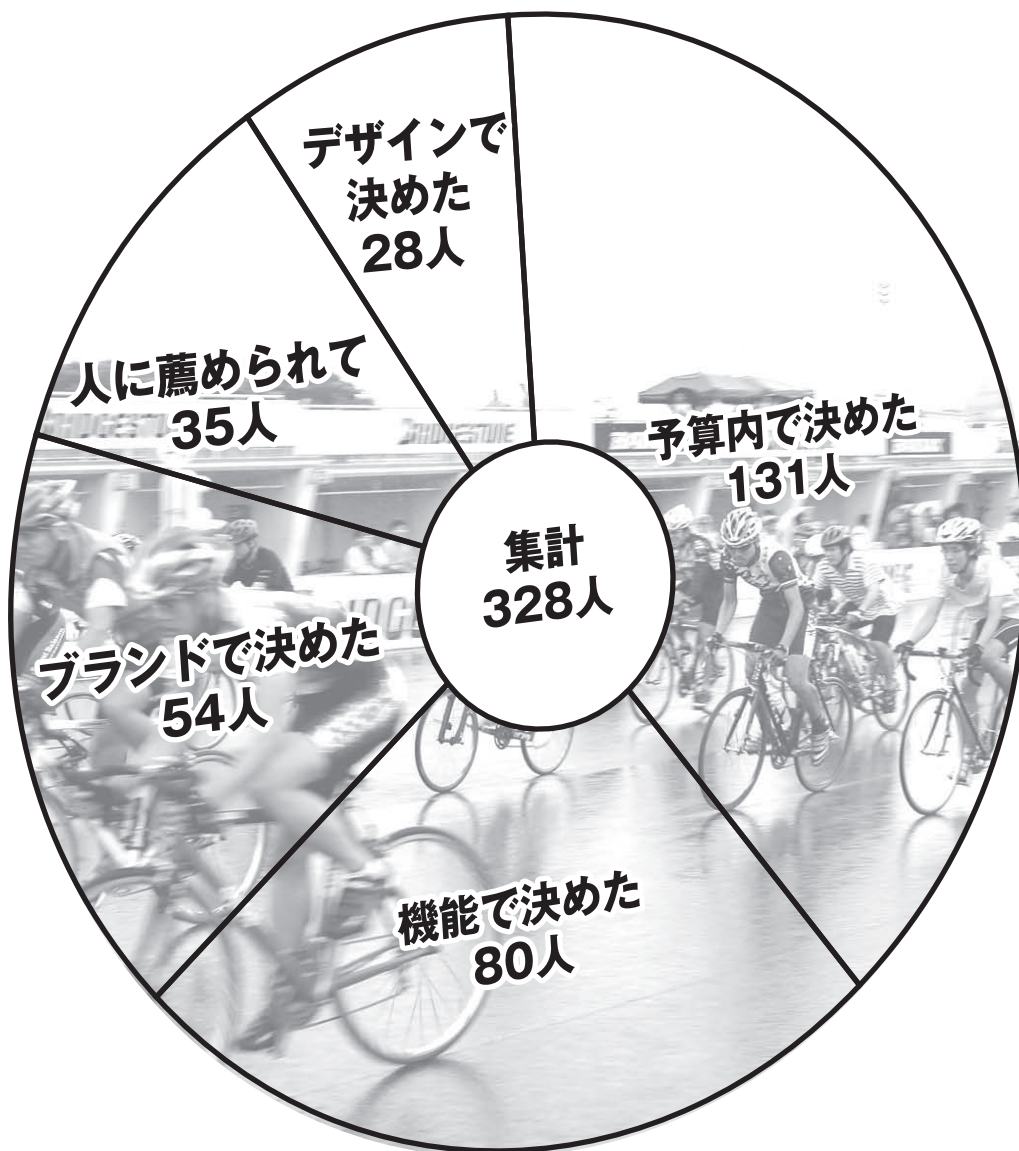 デザインで
決めた
28人
人に薦められて
35人
予算内で決めた
131人
集計
328人
ブランドで決めた
54人
機能で決めた
80人